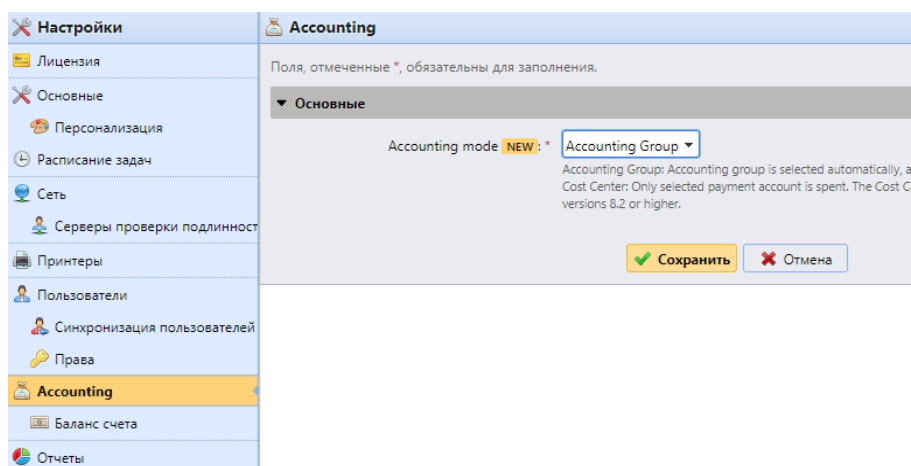 Настройки
Лицензия
Основные
Персонализация
Расписание задач
Сеть
Серверы проверки подлинност
Принтеры
Пользователи
Синхронизация пользователей
Права
Accounting
Баланс счета
Отчеты
Accounting
Поля, отмеченные *, обязательны для заполнения.
Основные
Accounting mode NEW : * Accounting Group
Accounting Group: Accounting group is selected automatically, a
Cost Center: Only selected payment account is spent. The Cost C
versions 8.2 or higher.
Сохранить Отмена